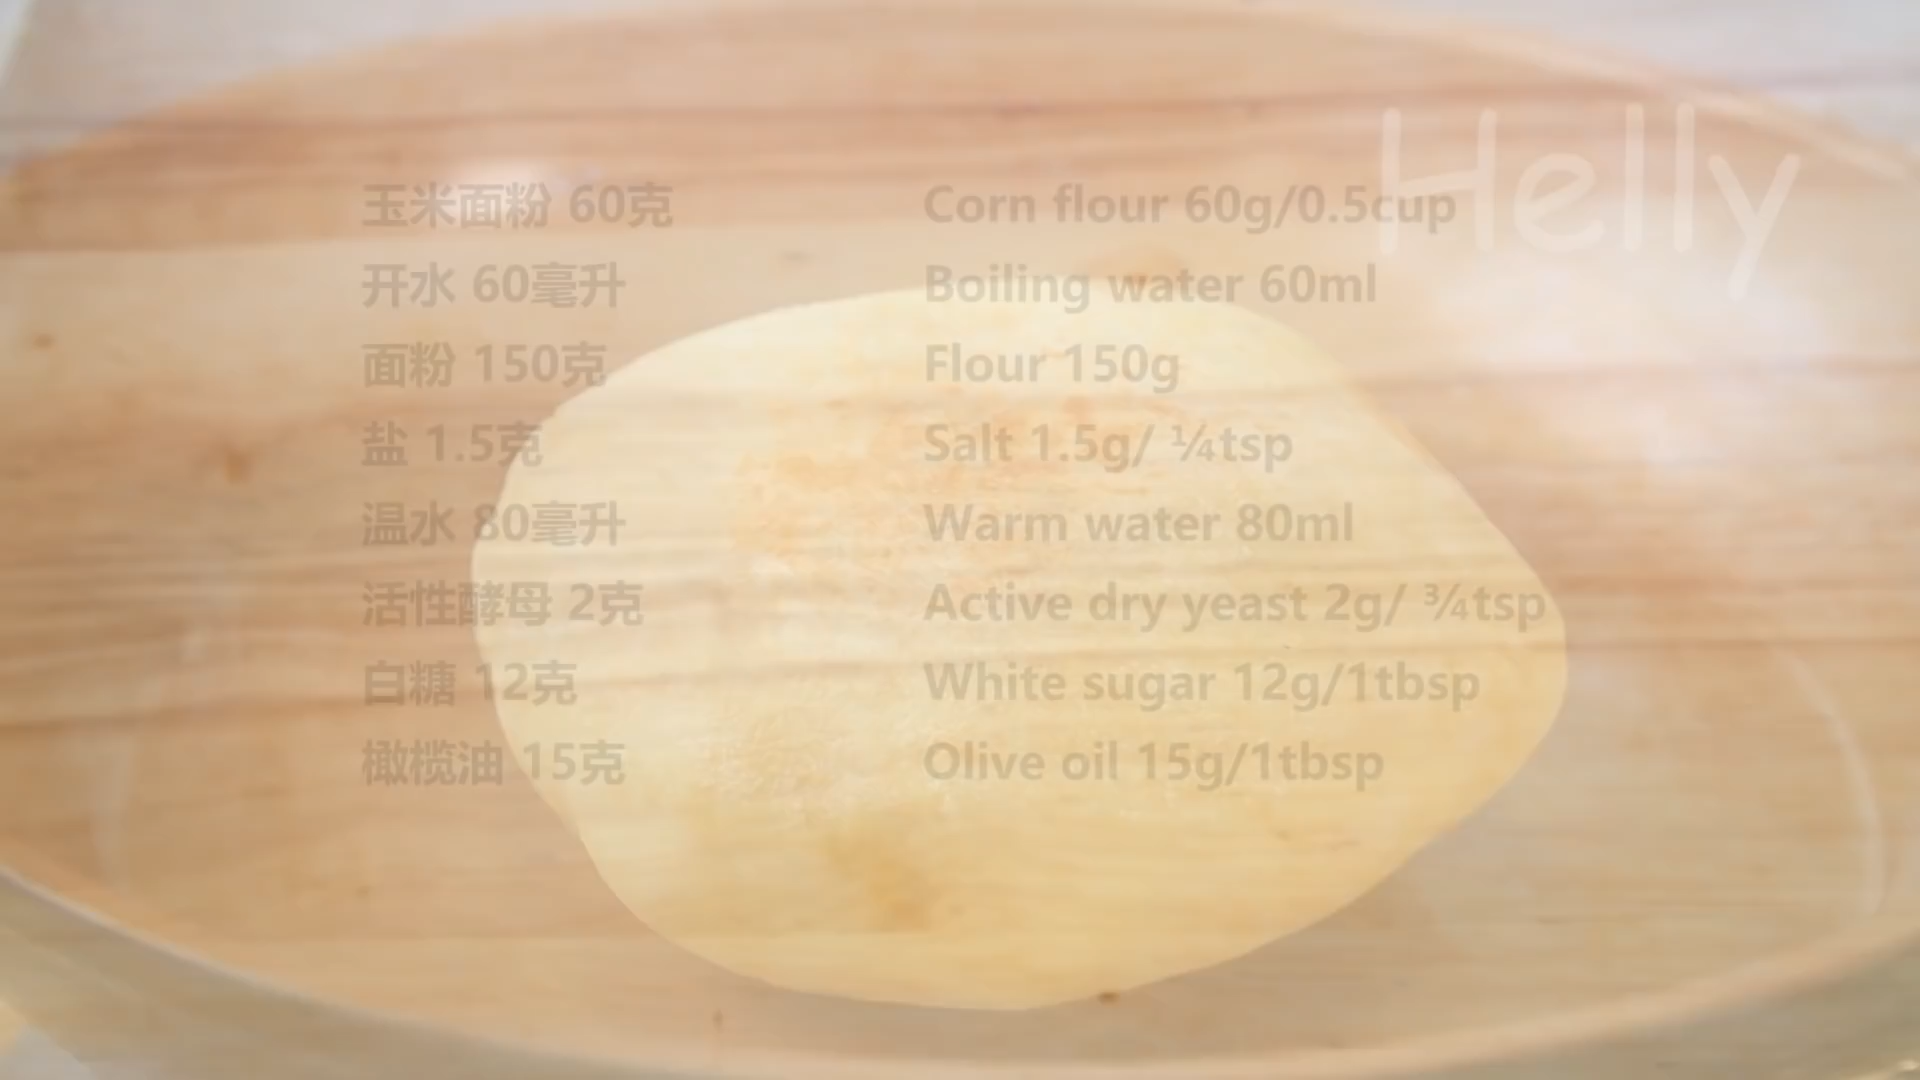 Helly
玉米面粉 60克 Corn flour 60g/0.5cup
开水 60毫升 Boiling water 60ml
面粉 150克 Flour 150g
盐 1.5克 Salt 1.5g/ ¼tsp
温水 80毫升 Warm water 80ml
活性酵母 2克 Active dry yeast 2g/ ¾tsp
白糖 12克 White sugar 12g/1tbsp
橄榄油 15克 Olive oil 15g/1tbsp